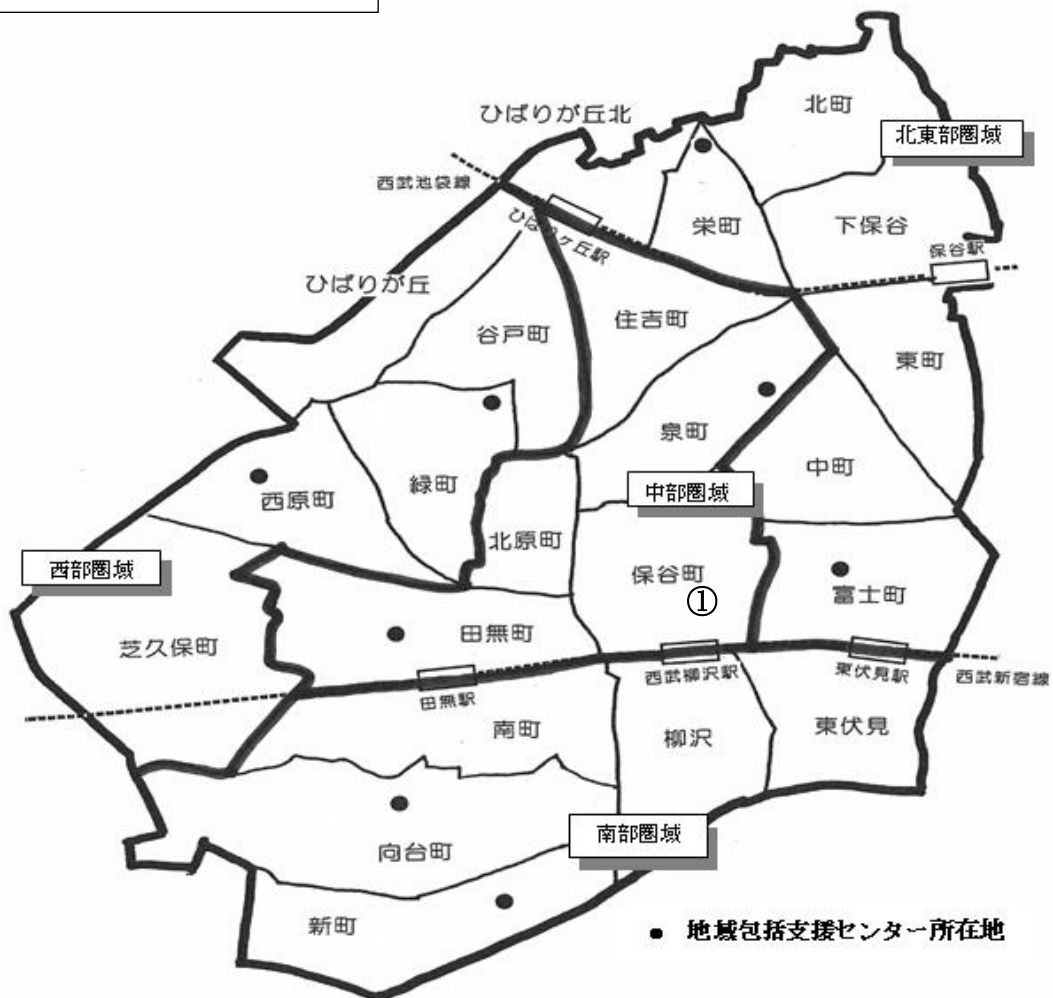 北町
ひばりが丘北
北東部圏域
西武池袋線
栄町
下保谷
ひばりヶ丘駅
保谷駅
ひばりが丘
住吉町
谷戸町
東町
泉町
中町
緑町
西原町
中部圏域
北原町
西部圏域
保谷町
①
富士町
芝久保町
田無町
西武柳沢駅
東伏見駅
西武新宿線
田無駅
南町
柳沢
東伏見
南部圏域
向台町
新町
● 地域包括支援センター所在地